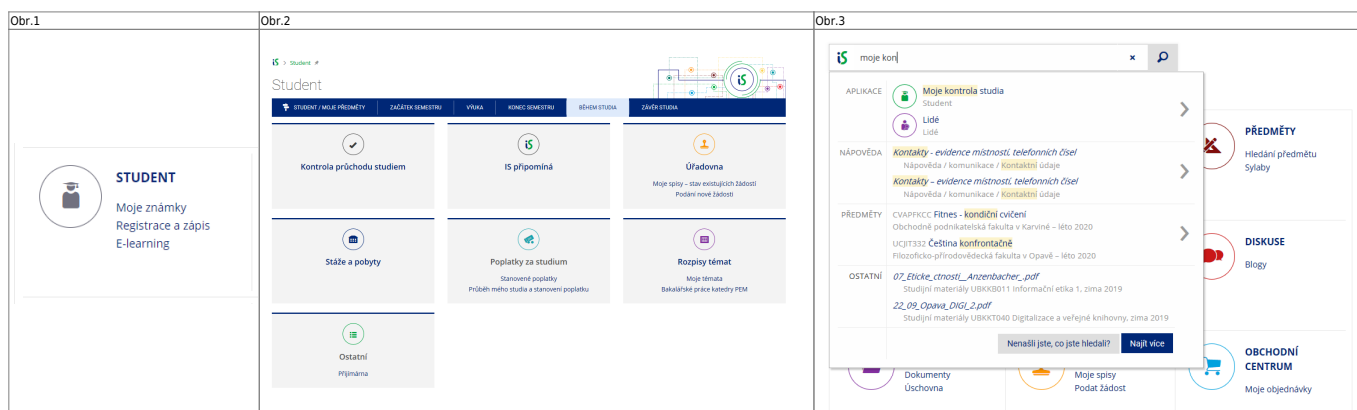 Obr.1
Obr.2
Obr.3
STUDENT
Moje známky
Registrace a zápis
E-learning
iS > Student
Student
iS
STUDENT / MOJE PŘEDMĚTY
ZAČÁTEK SEMESTRU
VÝUKA
KONEC SEMESTRU
BĚHEM STUDIA
ZÁVĚR STUDIA
Kontrola průchodu studiem
iS
IS připomíná
Úřadovna
Moje spisy – stav existujících žádostí
Podání nové žádosti
Stáže a pobyty
Poplatky za studium
Stanovené poplatky
Průběh mého studia a stanovení poplatku
Rozpisy témat
Moje témata
Bakalářské práce katedry PEM
Ostatní
Přijímárna
iS moje kon
APLIKACE
Moje kontrola studia
Student
Lidé
Lidé
NÁPOVĚDA
Kontakty - evidence místností, telefonních čísel
Nápověda / komunikace / Kontaktní údaje
Kontakty – evidence místností, telefonních čísel
Nápověda / komunikace / Kontaktní údaje
PŘEDMĚTY
CVAPFKCC Fitnes - kondiční cvičení
Obchodně podnikatelská fakulta v Karviné – léto 2020
UCJIT332 Čeština konfrontačně
Filozoficko-přírodovědecká fakulta v Opavě – léto 2020
OSTATNÍ
07_Eticke_ctnosti__Anzenbacher_.pdf
Studijní materiály UBKKB011 Informační etika 1, zima 2019
22_09_Opava_DIGI_2.pdf
Studijní materiály UBKKT040 Digitalizace a veřejné knihovny, zima 2019
Nenašli jste, co jste hledali?
Najít více
PŘEDMĚTY
Hledání předmětu
Sylaby
DISKUSE
Blogy
OBCHODNÍ
CENTRUM
Moje objednávky
Dokumenty
Úschovna
Moje spisy
Podat žádost